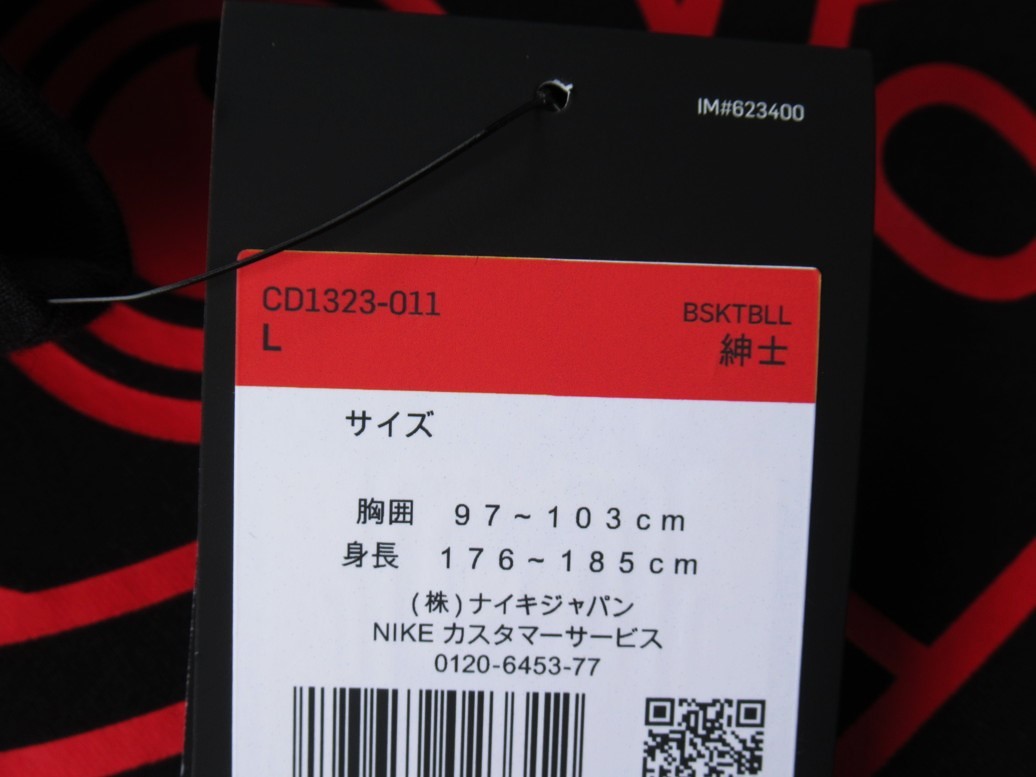 IM#623400
CD1323-011
BSKTBLL
L
紳士
サイズ
胸囲 97~103cm
身長 176~185cm
(株)ナイキジャパン
NIKE カスタマーサービス
0120-6453-77